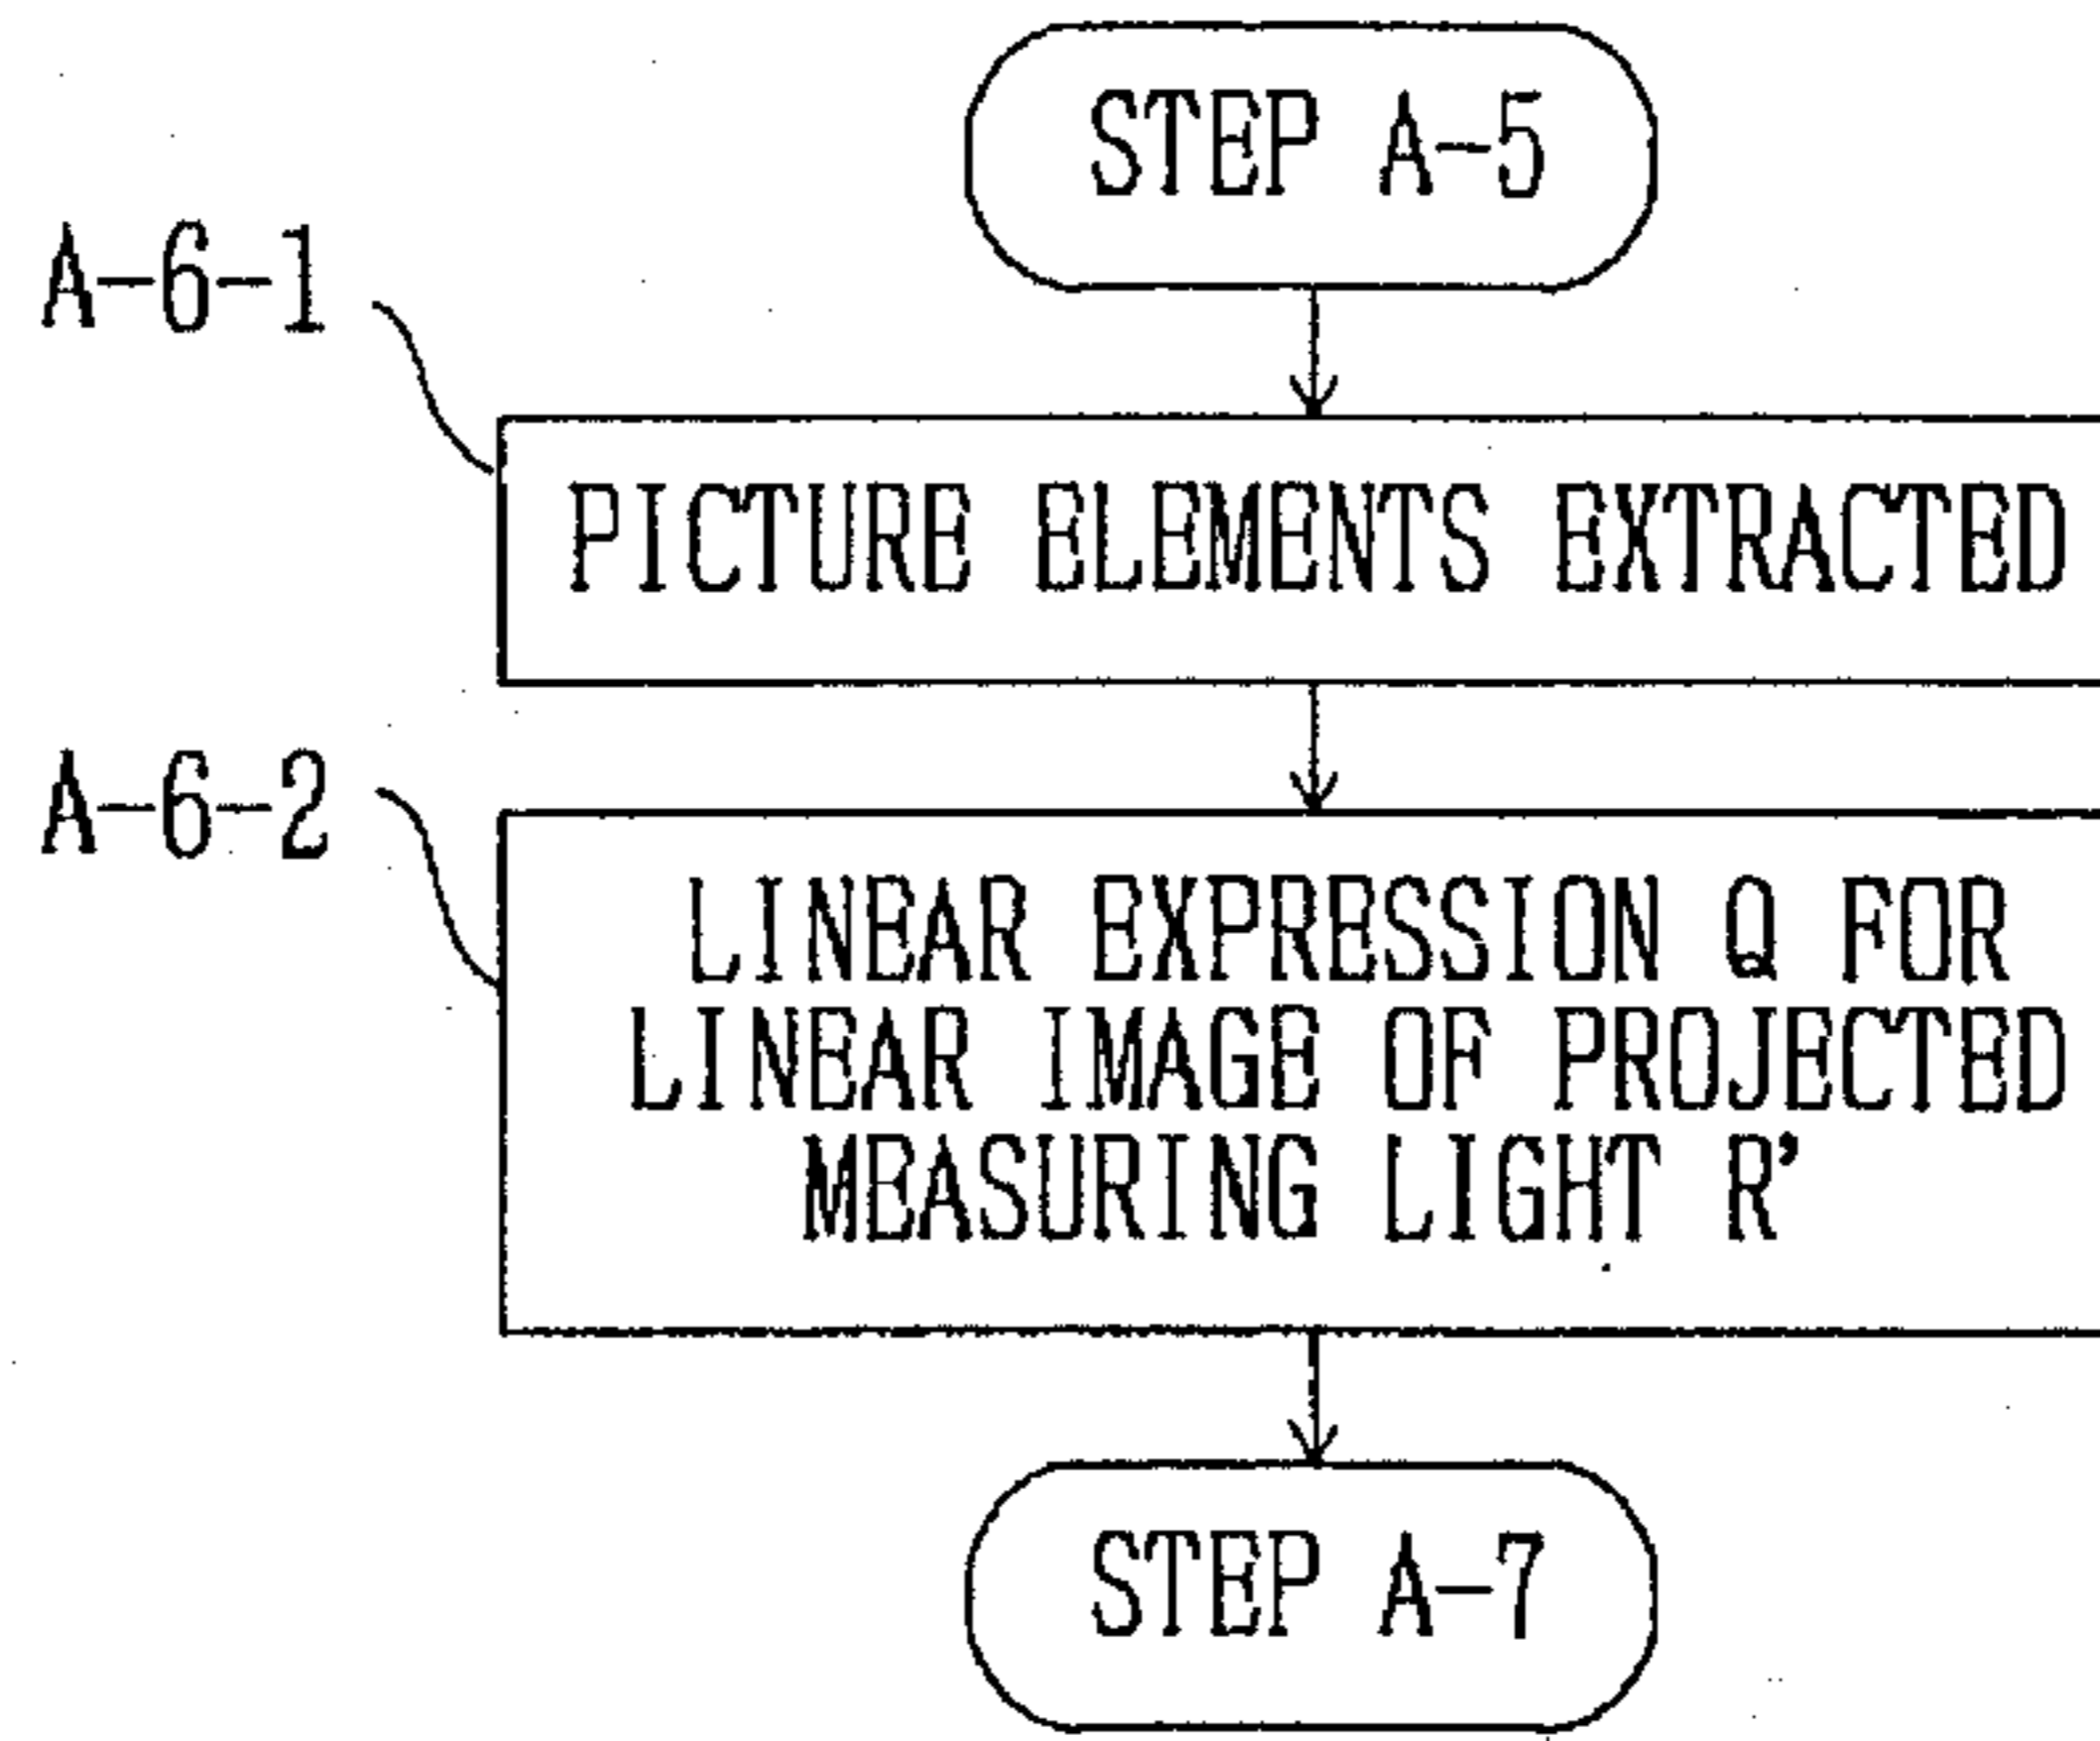 STEP A-5
A-6-1
PICTURE ELEMENTS EXTRACTED
A-6-2
LINEAR EXPRESSION Q FOR
LINEAR IMAGE OF PROJECTED
MEASURING LIGHT R'
STEP A-7